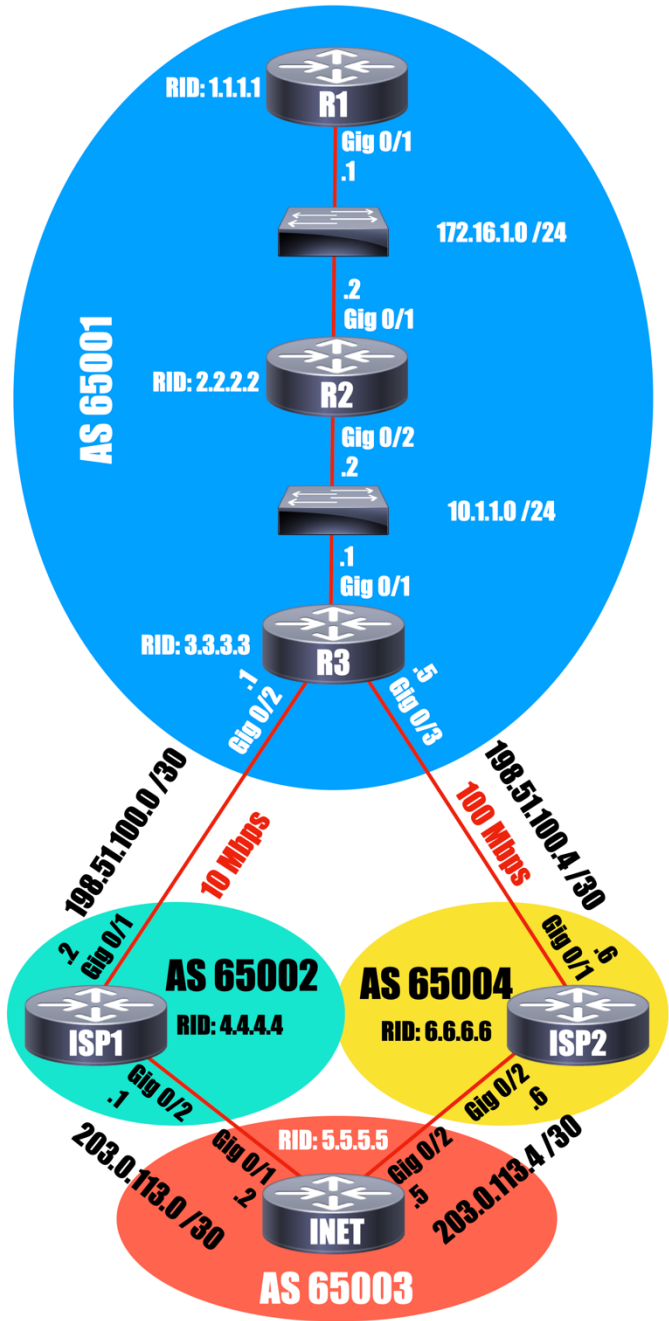 RID: 1.1.1.1
R1
Gig 0/1
.1
172.16.1.0 /24
.2
Gig 0/1
AS 65001
RID: 2.2.2.2
R2
Gig 0/2
.2
10.1.1.0 /24
.1
Gig 0/1
RID: 3.3.3.3
R3
.1
Gig 0/2
.5
Gig 0/3
198.51.100.0 /30
10 Mbps
100 Mbps
198.51.100.4 /30
.2
Gig 0/1
AS 65002
RID: 4.4.4.4
ISP1
AS 65004
RID: 6.6.6.6
.6
Gig 0/1
ISP2
Gig 0/2
.1
203.0.113.0 /30
Gig 0/2
.6
203.0.113.4 /30
RID: 5.5.5.5
Gig 0/1
.2
Gig 0/2
.5
INET
AS 65003